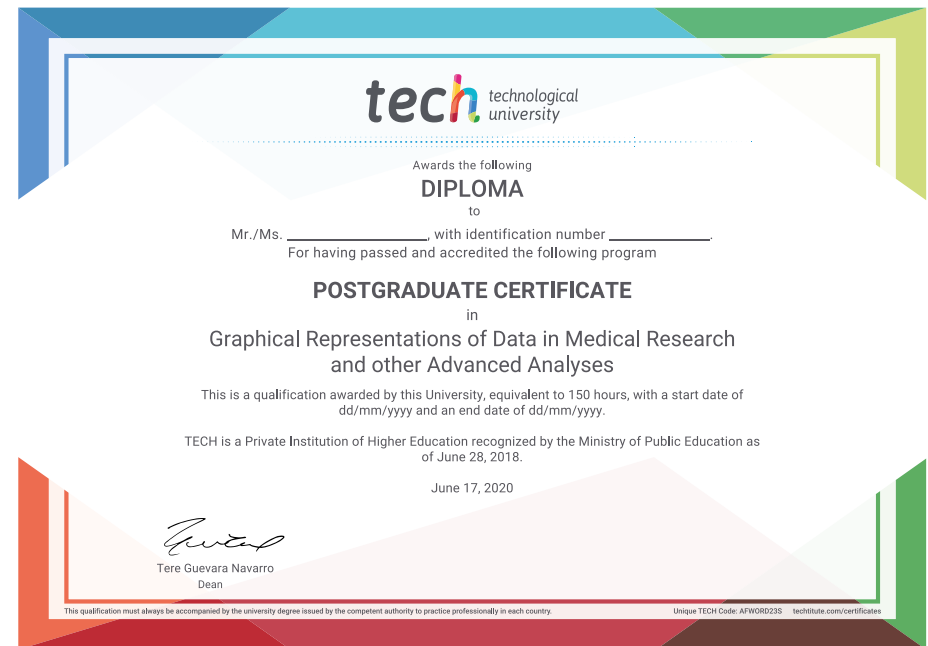 tech technological
university
Awards the following
DIPLOMA
to
Mr./Ms. ____________________, with identification number ______________.
For having passed and accredited the following program
POSTGRADUATE CERTIFICATE
in
Graphical Representations of Data in Medical Research
and other Advanced Analyses
This is a qualification awarded by this University, equivalent to 150 hours, with a start date of
dd/mm/yyyy and an end date of dd/mm/yyyy.
TECH is a Private Institution of Higher Education recognized by the Ministry of Public Education as
of June 28, 2018.
June 17, 2020
Tere Guevara Navarro
Dean
This qualification must always be accompanied by the university degree issued by the competent authority to practice professionally in each country.
Unique TECH Code: AFWORD23S techtitute.com/certificates